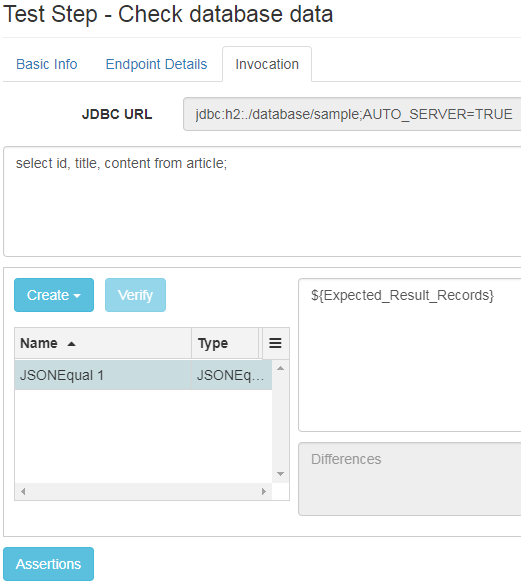 Test Step - Check database data
Basic Info Endpoint Details Invocation
JDBC URL jdbc:h2:./database/sample;AUTO_SERVER=TRUE
select id, title, content from article;
Create Verify
${Expected_Result_Records}
Name Type
JSONEqual 1 JSONEq...
Differences
Assertions